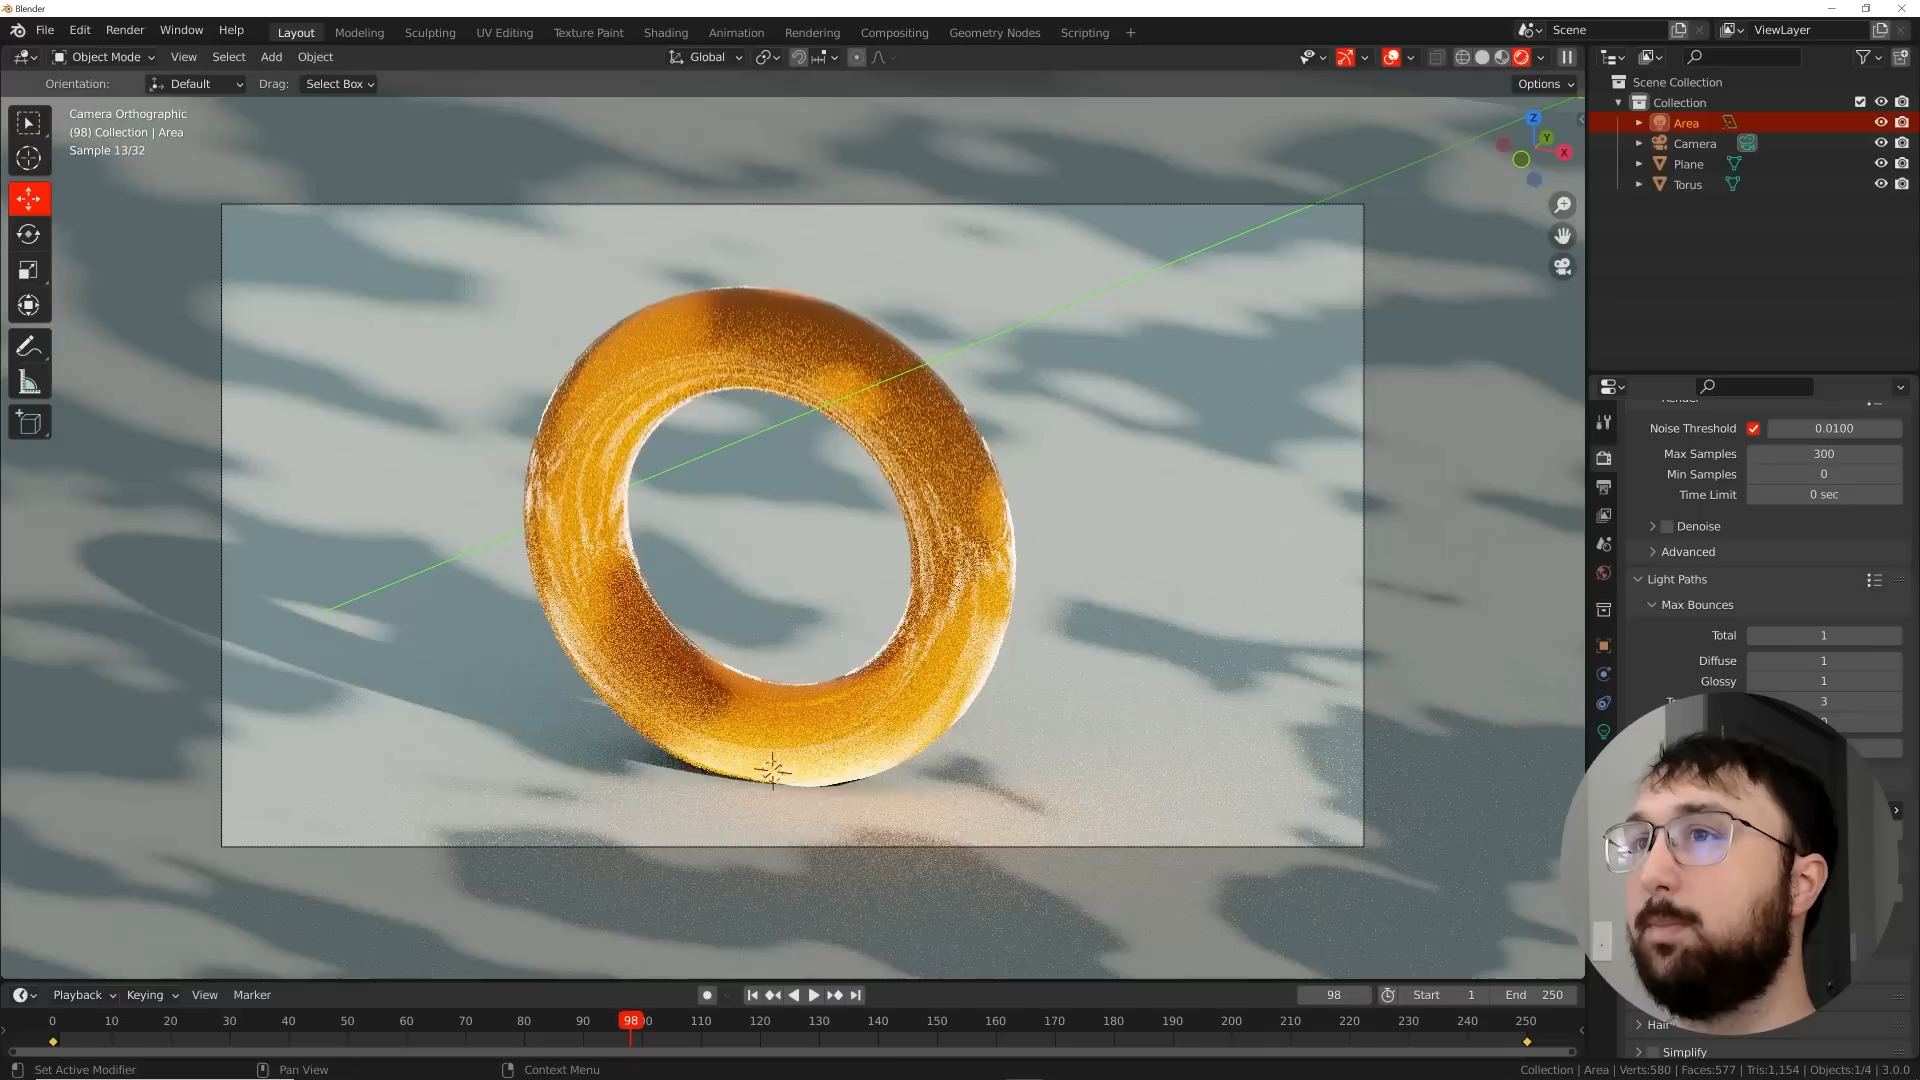 Blender
File Edit Render Window Help
Layout Modeling Sculpting UV Editing Texture Paint Shading Animation Rendering Compositing Geometry Nodes Scripting +
Scene
ViewLayer
Object Mode View Select Add Object
Global
Orientation: Default Drag: Select Box
Options
Camera Orthographic
(98) Collection | Area
Sample 13/32
Z
Y
X
Scene Collection
Collection
Area
Camera
Plane
Torus
Noise Threshold 0.0100
Max Samples 300
Min Samples 0
Time Limit 0 sec
Denoise
Advanced
Light Paths
Max Bounces
Total 1
Diffuse 1
Glossy 1
3
Hair
Simplify
Playback Keying View Marker
98 Start 1 End 250
0 10 20 30 40 50 60 70 80 90 98 110 120 130 140 150 160 170 180 190 200 210 220 230 240 250
Set Active Modifier Pan View Context Menu
Collection | Area | Verts:580 | Faces:577 | Tris:1,154 | Objects:1/4 | 3.0.0